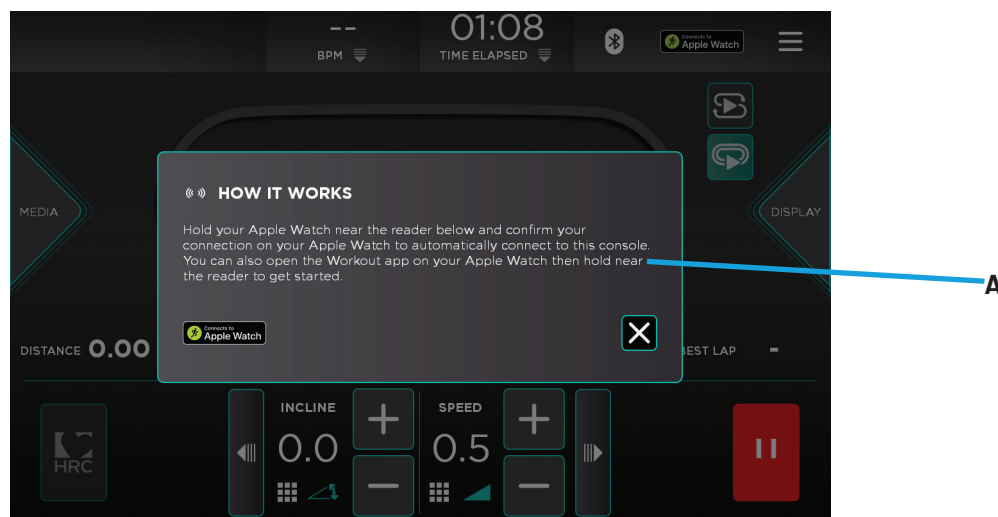 --
BPM
01:08
TIME ELAPSED
Connects to
Apple Watch
MEDIA
DISPLAY
HOW IT WORKS
Hold your Apple Watch near the reader below and confirm your
connection on your Apple Watch to automatically connect to this console.
You can also open the Workout app on your Apple Watch then hold near
the reader to get started.
A
Connects to
Apple Watch
DISTANCE 0.00
BEST LAP -
INCLINE
0.0
SPEED
0.5
HRC